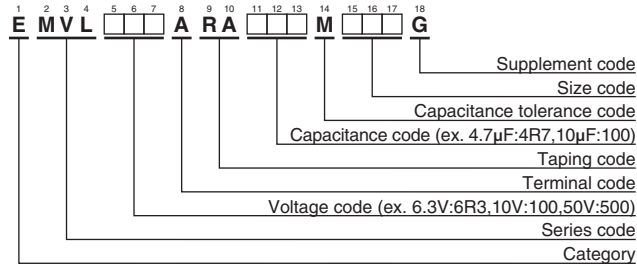 1 2 3 4 5 6 7 8 9 10 11 12 13 14 15 16 17 18
E M V L A R A M G
Supplement code
Size code
Capacitance tolerance code
Capacitance code (ex. 4.7μF:4R7,10μF:100)
Taping code
Terminal code
Voltage code (ex. 6.3V:6R3,10V:100,50V:500)
Series code
Category